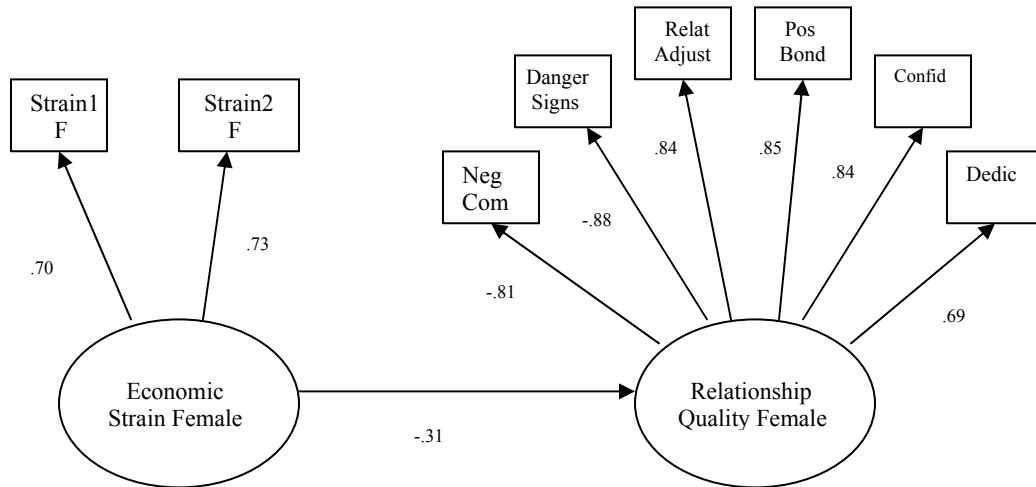 Relat
Adjust
Pos
Bond
Danger
Signs
Confid
Strain1
F
Strain2
F
.84
.85
.84
Neg
Com
Dedic
-.88
.70
.73
-.81
.69
Economic
Strain Female
Relationship
Quality Female
-.31